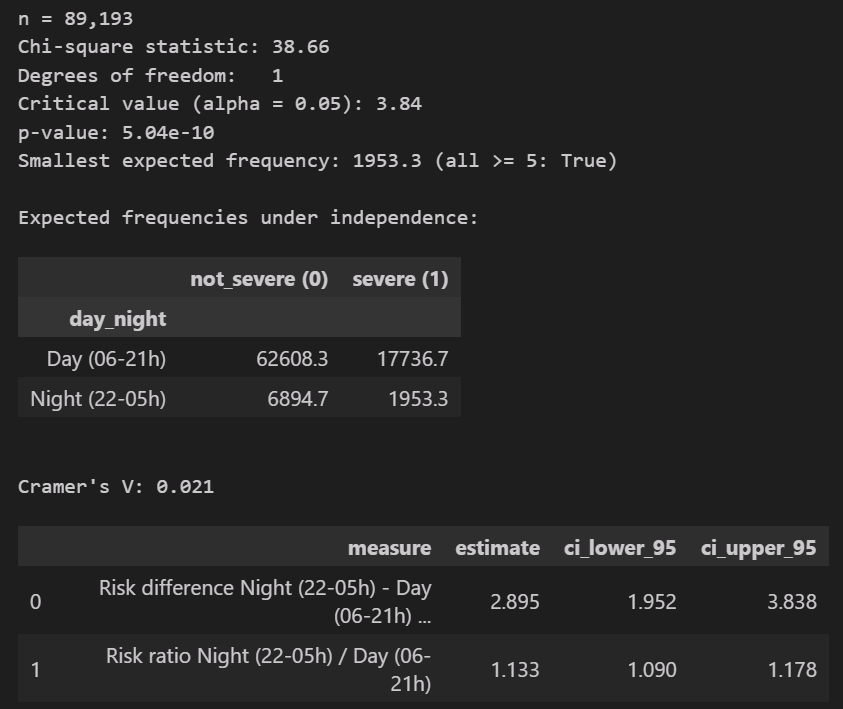 n = 89,193
Chi-square statistic: 38.66
Degrees of freedom:   1
Critical value (alpha = 0.05): 3.84
p-value: 5.04e-10
Smallest expected frequency: 1953.3 (all >= 5: True)
Expected frequencies under independence:
not_severe (0) severe (1)
day_night
Day (06-21h) 62608.3 17736.7
Night (22-05h) 6894.7 1953.3
Cramer's V: 0.021
measure estimate ci_lower_95 ci_upper_95
0 Risk difference Night (22-05h) - Day
(06-21h) ... 2.895 1.952 3.838
1 Risk ratio Night (22-05h) / Day (06-
21h) 1.133 1.090 1.178